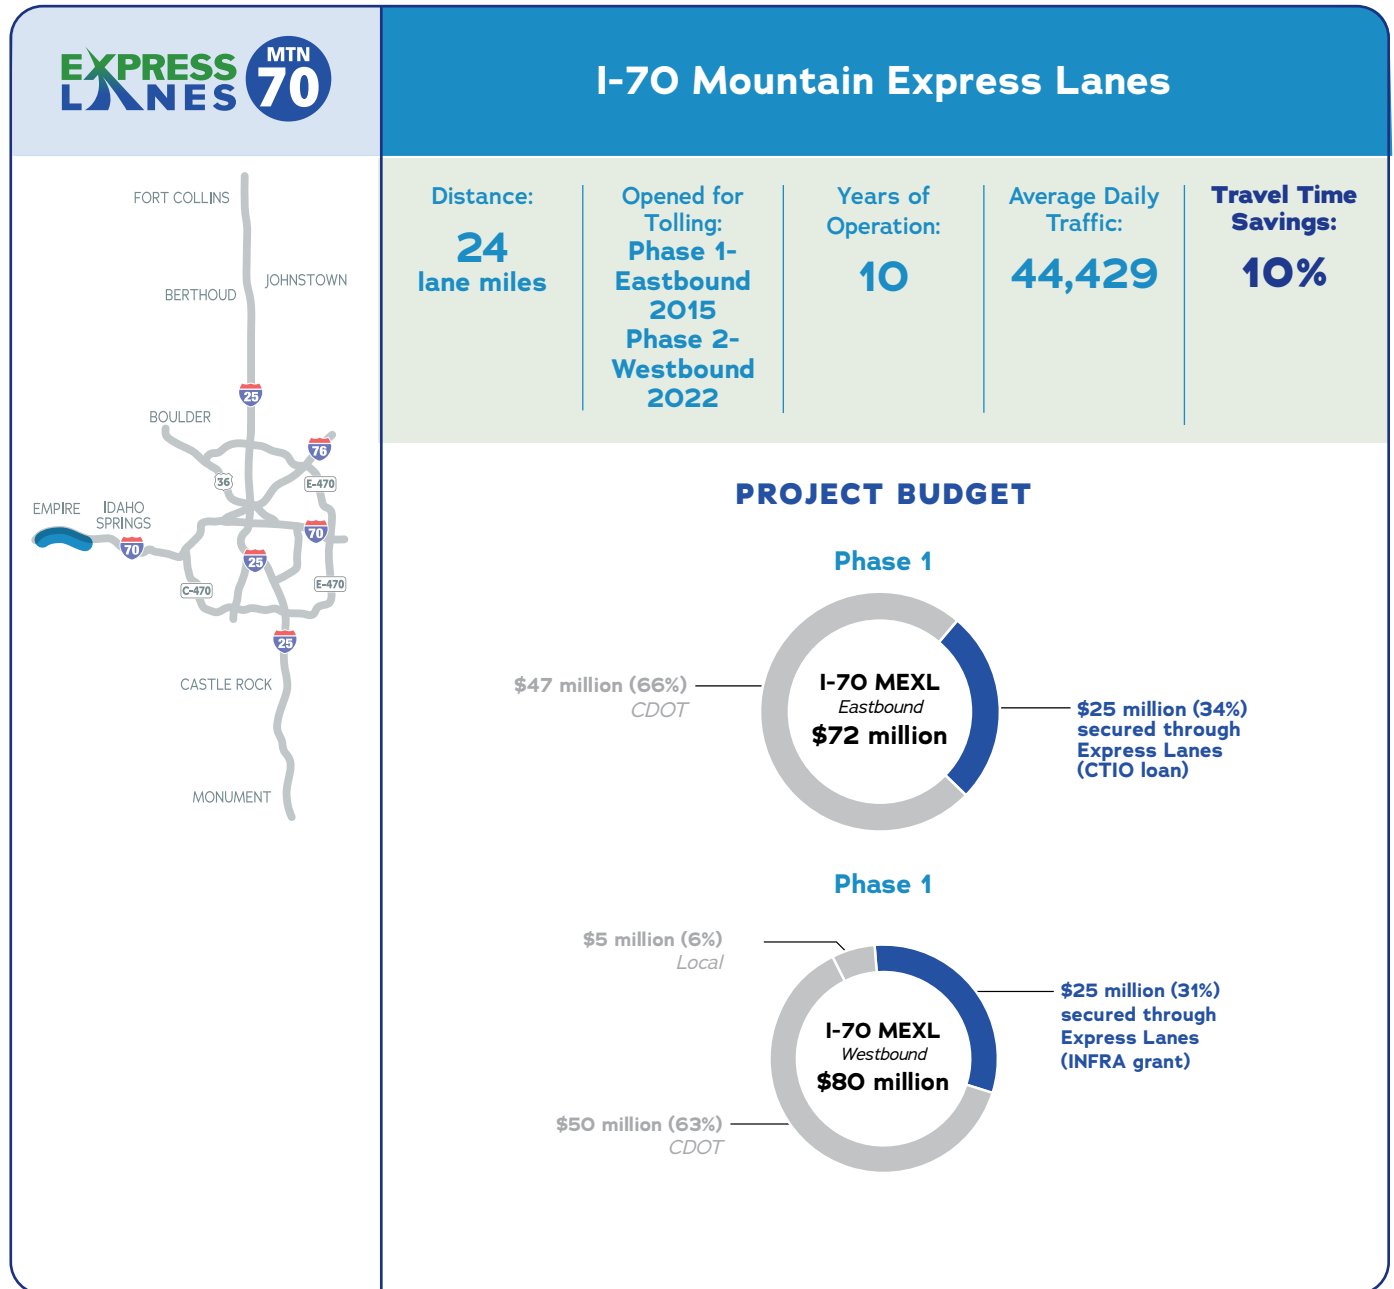 EXPRESS
LANES
MTN
70
I-70 Mountain Express Lanes
FORT COLLINS
JOHNSTOWN
BERTHOUD
25
BOULDER
76
36
E-470
EMPIRE
IDAHO
SPRINGS
70
70
25
C-470
E-470
25
CASTLE ROCK
MONUMENT
Distance:
24
lane miles
Opened for
Tolling:
Phase 1-
Eastbound
2015
Phase 2-
Westbound
2022
Years of
Operation:
10
Average Daily
Traffic:
44,429
Travel Time
Savings:
10%
PROJECT BUDGET
Phase 1
$47 million (66%)
CDOT
I-70 MEXL
Eastbound
$72 million
$25 million (34%)
secured through
Express Lanes
(CTIO loan)
Phase 1
$5 million (6%)
Local
I-70 MEXL
Westbound
$80 million
$25 million (31%)
secured through
Express Lanes
(INFRA grant)
$50 million (63%)
CDOT